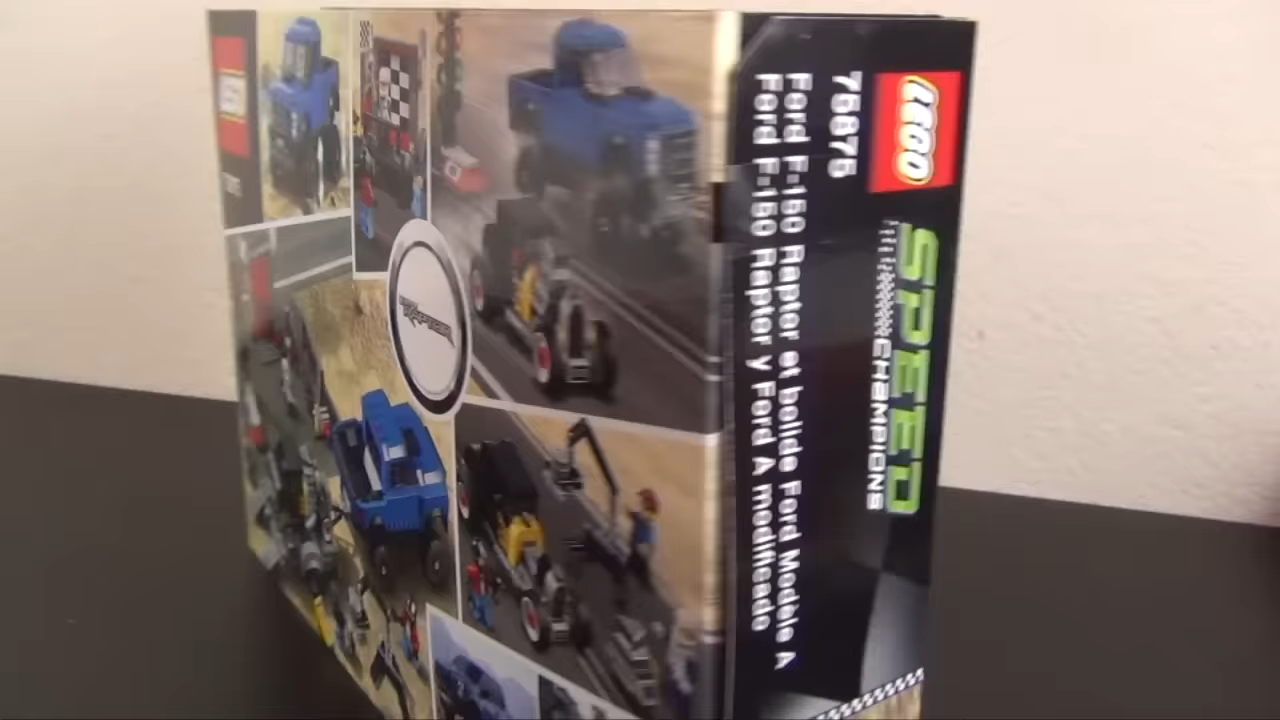 LEGO
75875
SPEED
CHAMPIONS
Ford F-150 Raptor et bolide Ford Modèle A
Ford F-150 Raptor y Ford A modificado
RAPTOR